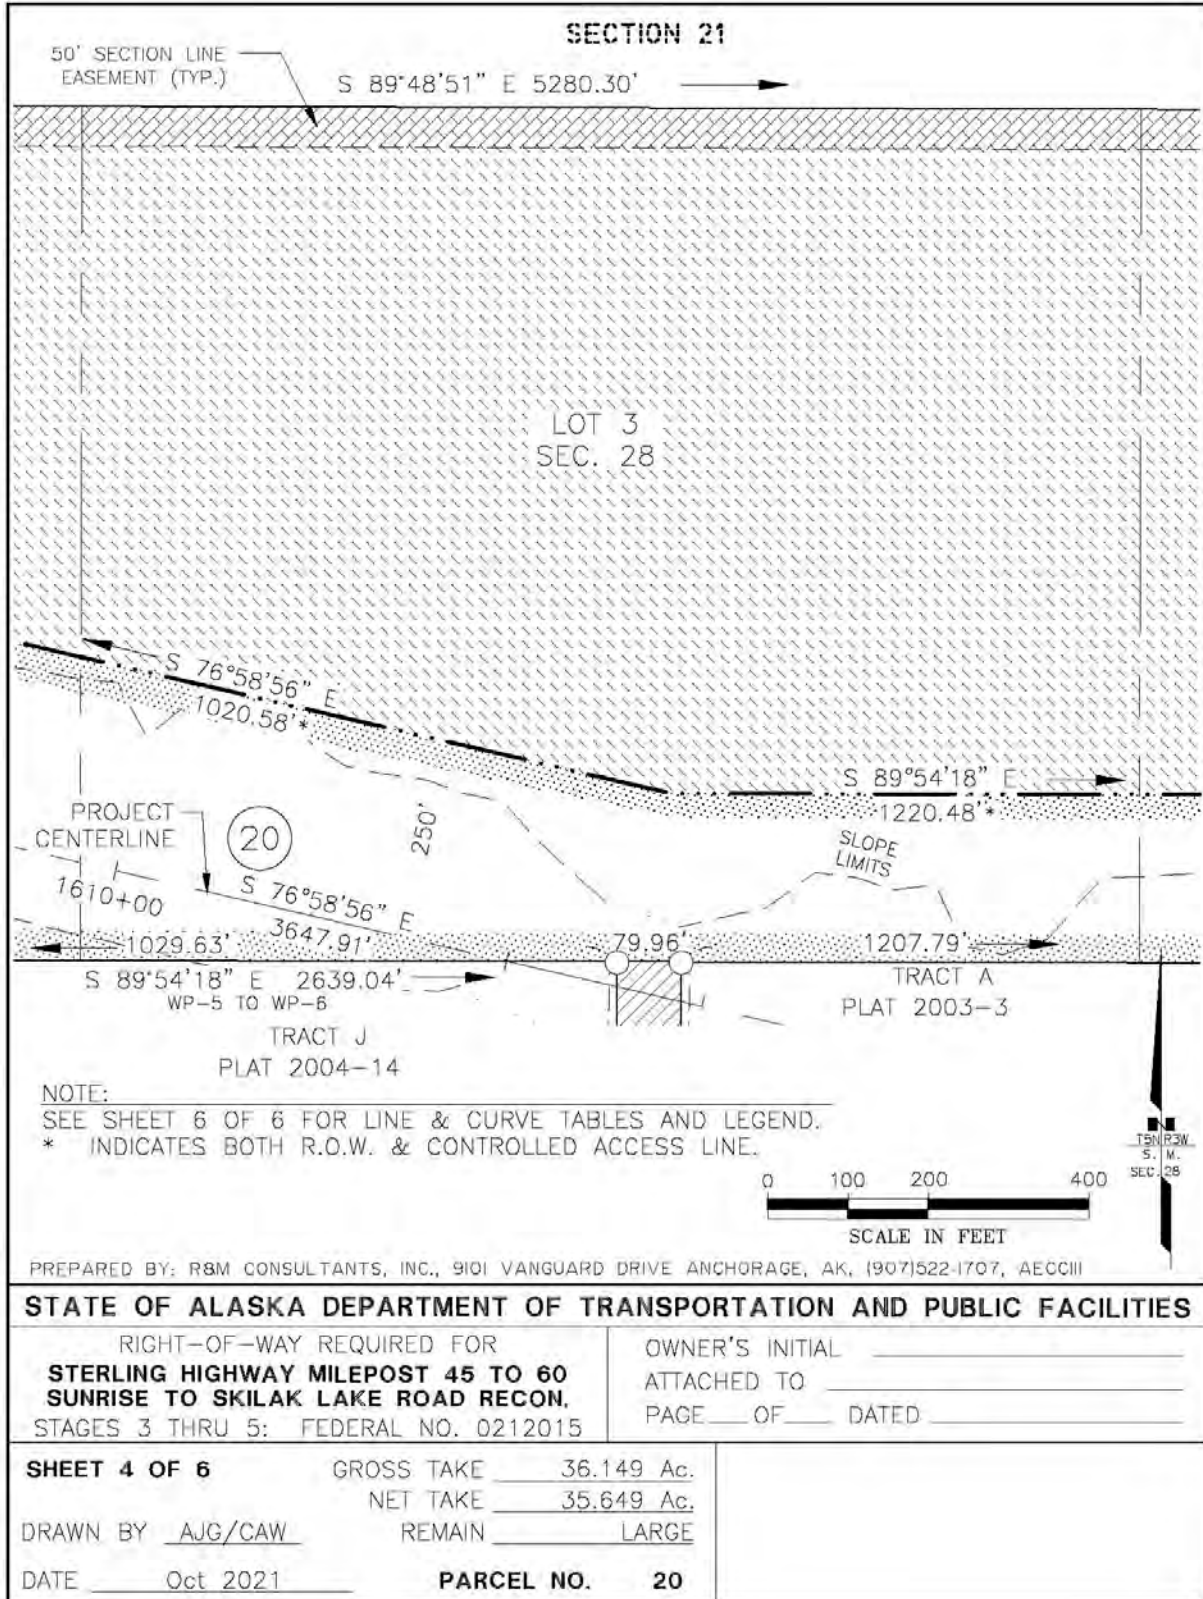 SECTION 21
50' SECTION LINE
EASEMENT (TYP.)
S 89°48'51" E 5280.30'
LOT 3
SEC. 28
S 76°58'56" E
1020.58'*
S 89°54'18" E
1220.48'*
PROJECT
CENTERLINE
20
250'
SLOPE
LIMITS
1610+00
S 76°58'56" E
3647.91'
1029.63'
79.96'
1207.79'
S 89°54'18" E 2639.04'
WP-5 TO WP-6
TRACT A
PLAT 2003-3
TRACT J
PLAT 2004-14
NOTE:
SEE SHEET 6 OF 6 FOR LINE & CURVE TABLES AND LEGEND.
* INDICATES BOTH R.O.W. & CONTROLLED ACCESS LINE.
N
T5N R3W
S. M.
SEC. 28
0 100 200 400
SCALE IN FEET
PREPARED BY: R&M CONSULTANTS, INC., 9101 VANGUARD DRIVE ANCHORAGE, AK, (907)522-1707, AECC111
STATE OF ALASKA DEPARTMENT OF TRANSPORTATION AND PUBLIC FACILITIES
RIGHT-OF-WAY REQUIRED FOR
STERLING HIGHWAY MILEPOST 45 TO 60
SUNRISE TO SKILAK LAKE ROAD RECON.
STAGES 3 THRU 5: FEDERAL NO. 0212015
OWNER'S INITIAL
ATTACHED TO
PAGE OF DATED
SHEET 4 OF 6
GROSS TAKE 36.149 Ac.
NET TAKE 35.649 Ac.
DRAWN BY AJG/CAW
REMAIN LARGE
DATE Oct 2021
PARCEL NO. 20